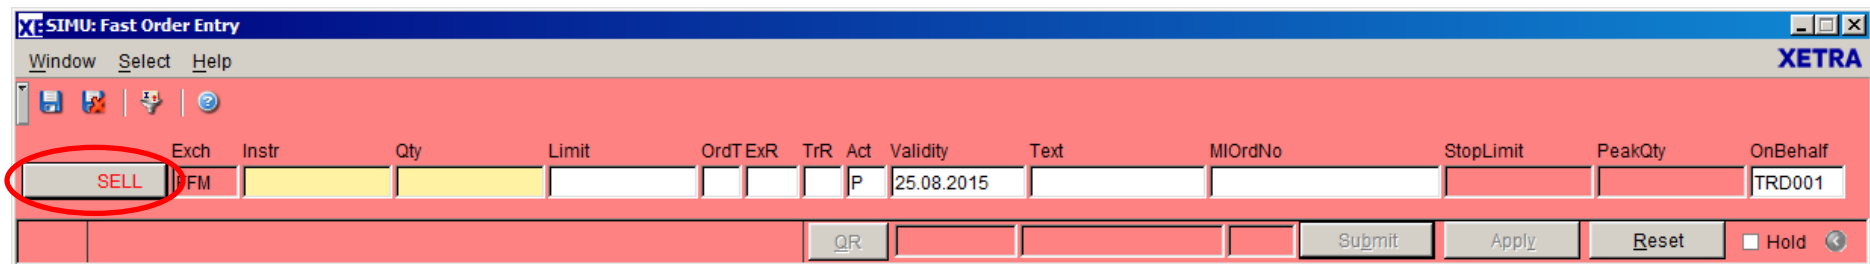 XE SIMU: Fast Order Entry
Window Select Help XETRA
Exch Instr Qty Limit OrdT ExR TrR Act Validity Text MIOrdNo StopLimit PeakQty OnBehalf
SELL FFM P 25.08.2015 TRD001
QR Submit Apply Reset Hold